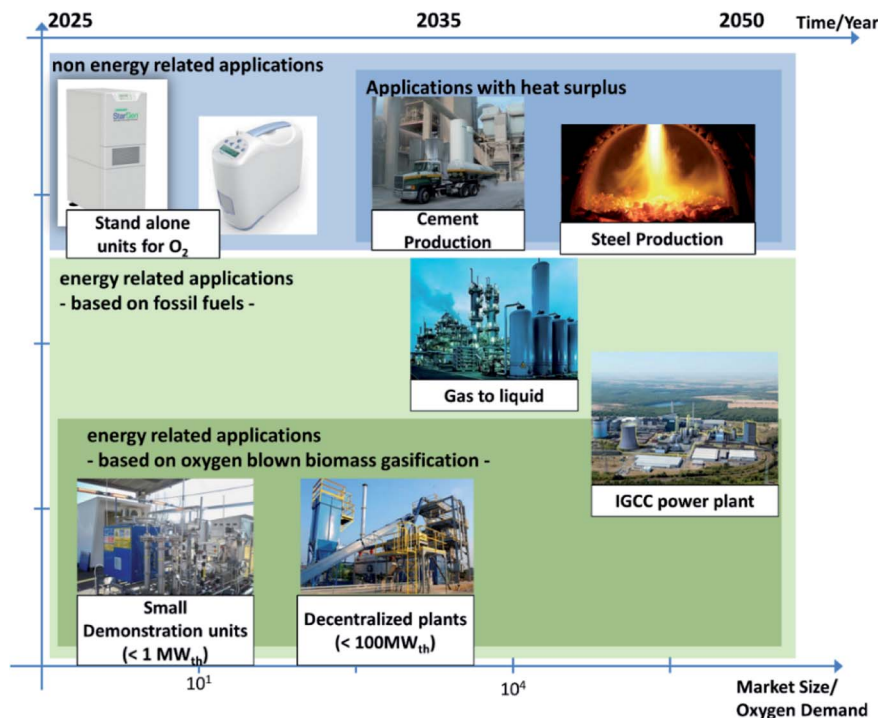 2025 2035 2050 Time/Year
non energy related applications
Applications with heat surplus
StarGen
Stand alone
units for O₂
Cement
Production
Steel Production
energy related applications
- based on fossil fuels -
Gas to liquid
energy related applications
- based on oxygen blown biomass gasification -
IGCC power plant
Small
Demonstration units
(< 1 MWₜₕ)
Decentralized plants
(< 100MWₜₕ)
10¹ 10⁴ Market Size/
Oxygen Demand